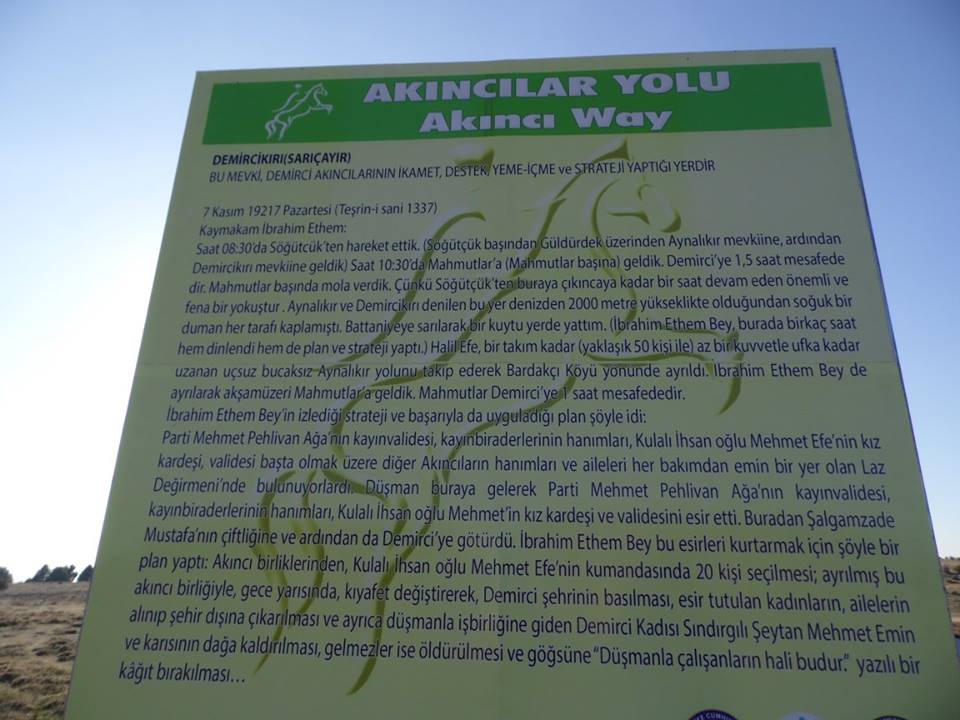 AKINCILAR YOLU
Akıncı Way
DEMİRCİKIRI(SARIÇAYIR)
BU MEVKİ, DEMİRCİ AKINCILARININ İKAMET, DESTEK, YEME-İÇME ve STRATEJİ YAPTIĞI YERDİR
7 Kasım 19217 Pazartesi (Teşrin-i sani 1337)
Kaymakam İbrahim Ethem:
Saat 08:30'da Söğütcük'ten hareket ettik. (Söğütçük başından Güldürdek üzerinden Aynalıkır mevkiine, ardından
Demircikırı mevkiine geldik) Saat 10:30'da Mahmutlar'a (Mahmutlar başına) geldik. Demirci'ye 1,5 saat mesafede
dir. Mahmutlar başında mola verdik. Çünkü Söğütçük'ten buraya çıkıncaya kadar bir saat devam eden önemli ve
fena bir yokuştur . Aynalıkır ve Demircikırı denilen bu yer denizden 2000 metre yükseklikte olduğundan soğuk bir
duman her tarafı kaplamıştı. Battaniyeye sarılarak bir kuytu yerde yattım. (İbrahim Ethem Bey, burada birkaç saat
hem dinlendi hem de plan ve strateji yaptı.) Halil Efe, bir takım kadar (yaklaşık 50 kişi ile) az bir kuvvetle ufka kadar
uzanan uçsuz bucaksız Aynalıkır yolunu takip ederek Bardakçı Köyü yönünde ayrıldı. İbrahim Ethem Bey de
ayrılarak akşamüzeri Mahmutlar'a geldik. Mahmutlar Demirci'ye 1 saat mesafededir.
İbrahim Ethem Bey'in izlediği strateji ve başarıyla da uyguladığı plan şöyle idi:
Parti Mehmet Pehlivan Ağa'nın kayınvalidesi, kayınbiraderlerinin hanımları, Kulalı İhsan oğlu Mehmet Efe'nin kız
kardeşi, validesi başta olmak üzere diğer Akıncıların hanımları ve aileleri her bakımdan emin bir yer olan Laz
Değirmeni'nde bulunuyorlardı. Düşman buraya gelerek Parti Mehmet Pehlivan Ağa'nın kayınvalidesi,
kayınbiraderlerinin hanımları, Kulalı İhsan oğlu Mehmet'in kız kardeşi ve validesini esir etti. Buradan Şalgamzade
Mustafa'nın çiftliğine ve ardından da Demirci'ye götürdü. İbrahim Ethem Bey bu esirleri kurtarmak için şöyle bir
plan yaptı: Akıncı birliklerinden, Kulalı İhsan oğlu Mehmet Efe'nin kumandasında 20 kişi seçilmesi; ayrılmış bu
akıncı birliğiyle, gece yarısında, kıyafet değiştirerek, Demirci şehrinin basılması, esir tutulan kadınların, ailelerin
alınıp şehir dışına çıkarılması ve ayrıca düşmanla işbirliğine giden Demirci Kadısı Sındırgılı Şeytan Mehmet Emin
ve karısının dağa kaldırılması, gelmezler ise öldürülmesi ve göğsüne "Düşmanla çalışanların hali budur." yazılı bir
kâğıt bırakılması...